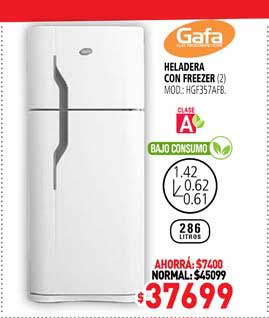 Gafa
HELADERA
CON FREEZER (2)
MOD.: HGF357AFB.
CLASE
A
BAJO CONSUMO
1.42
0.62
0.61
286
LITROS
AHORRÁ: $7400
NORMAL: $45099
$37699